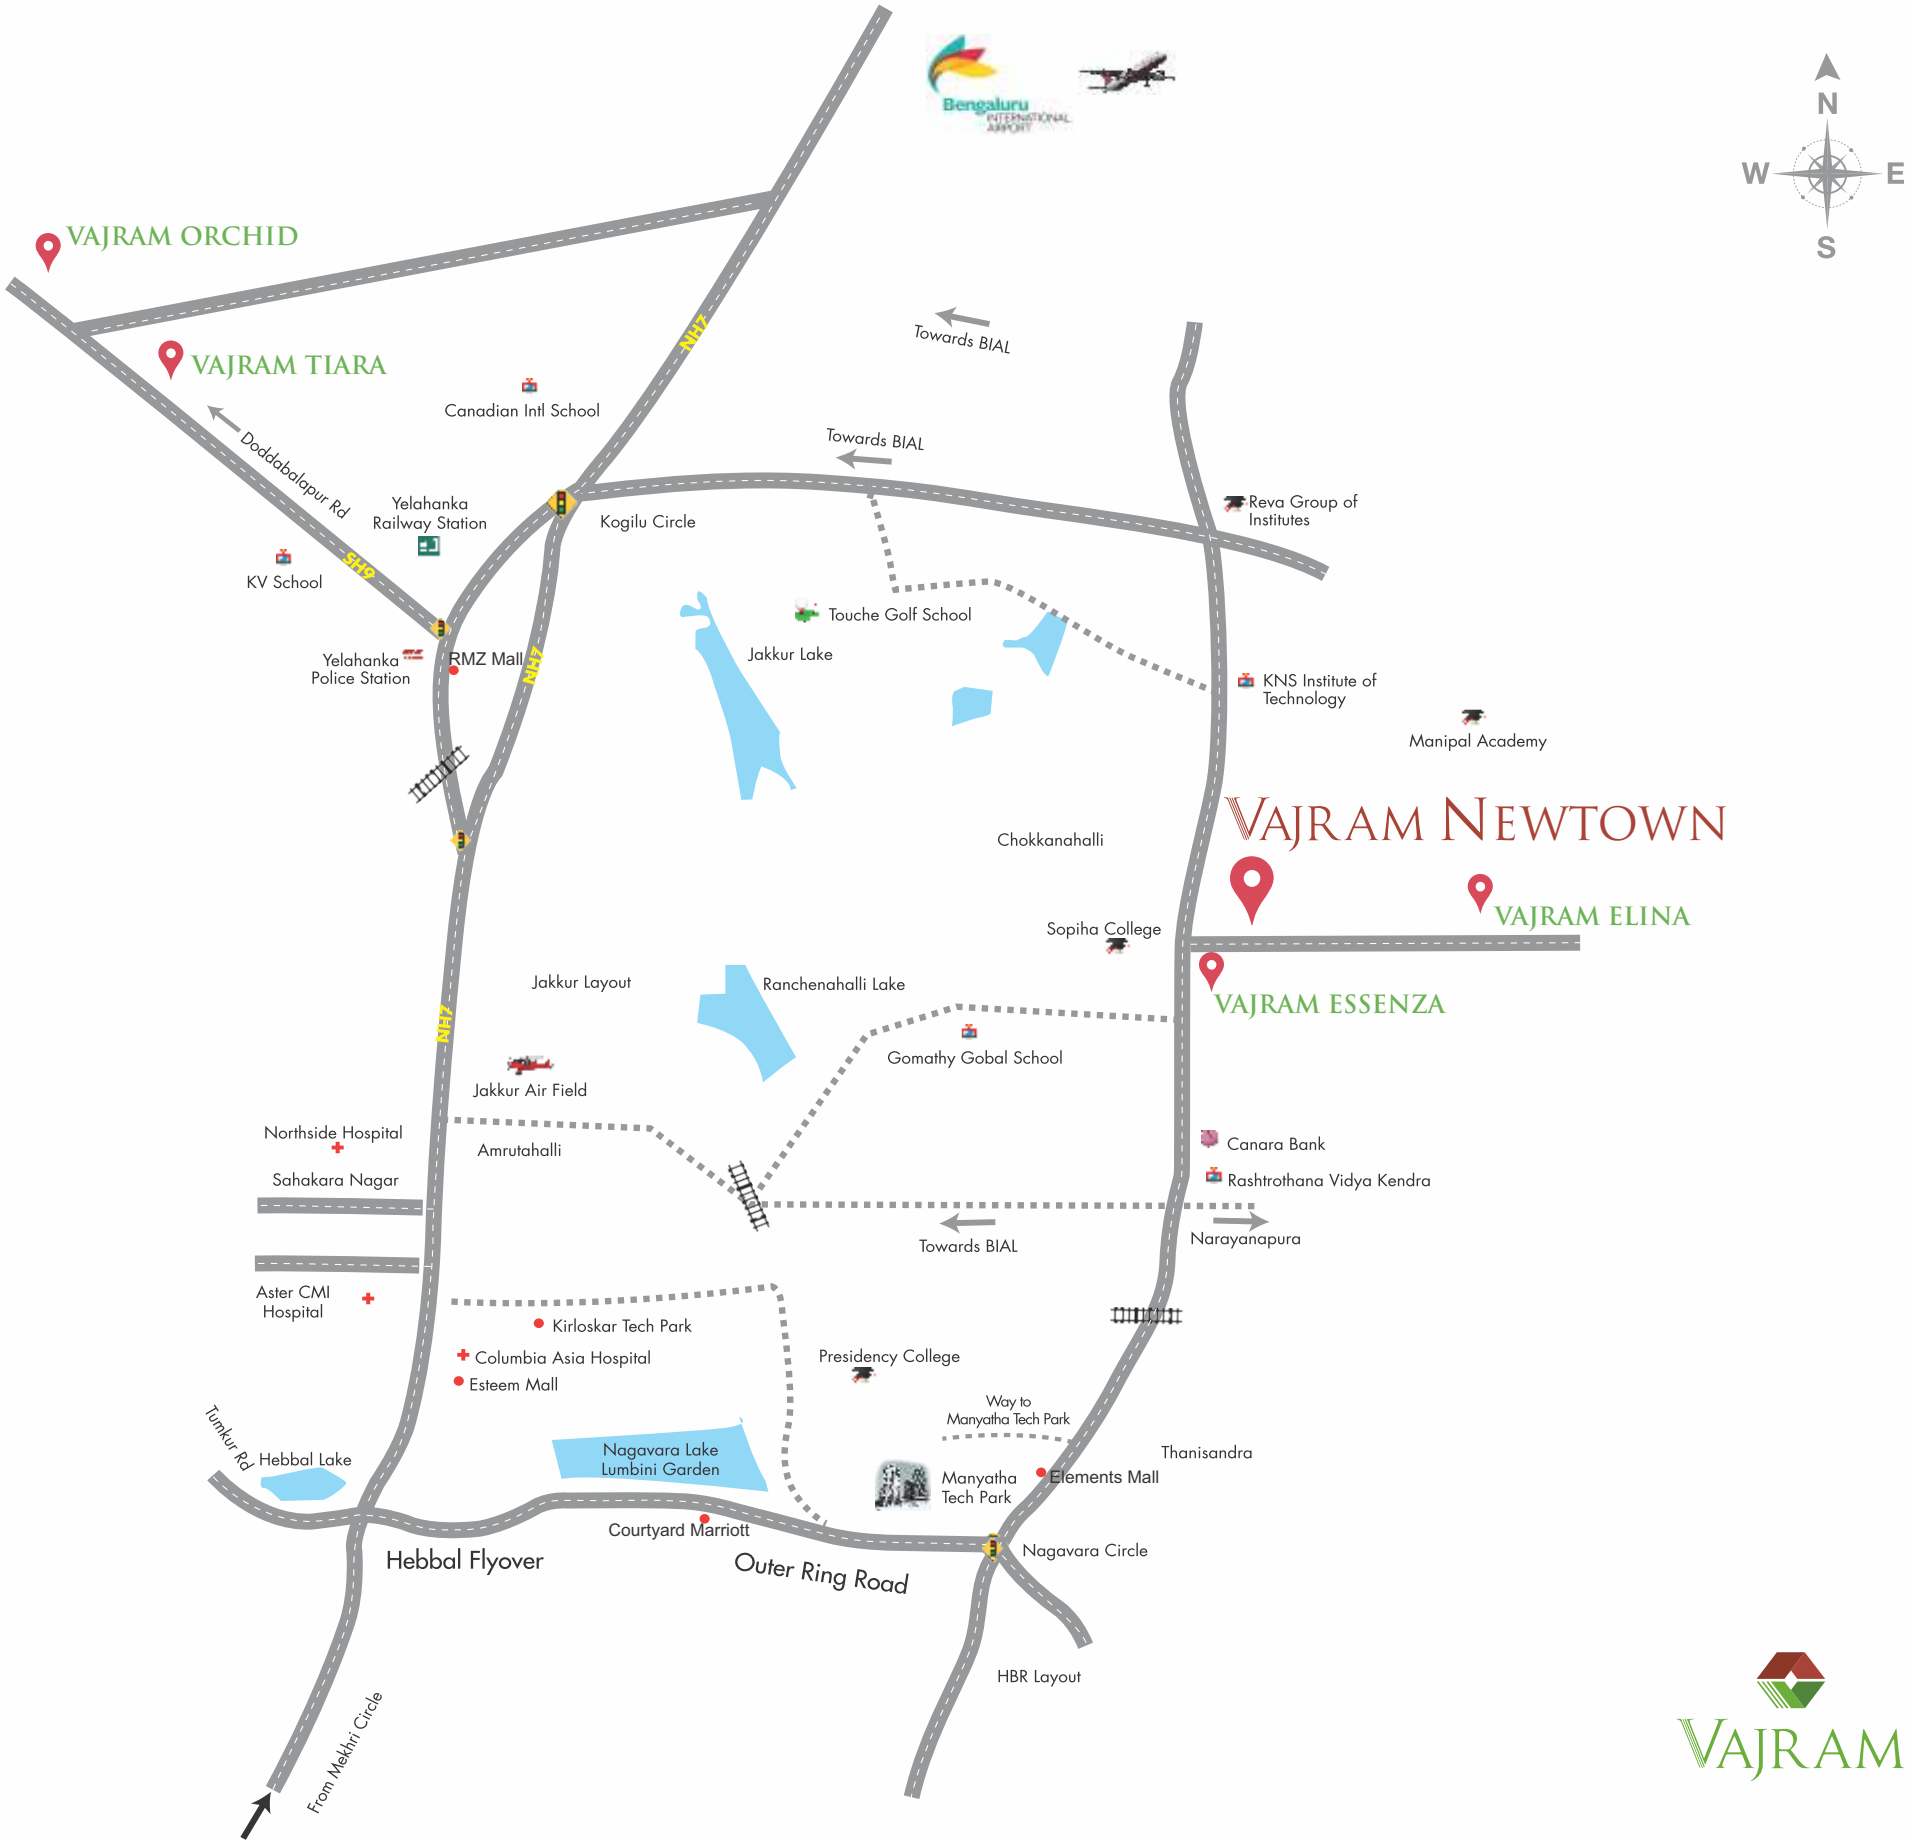 Bengaluru
INTERNATIONAL
AIRPORT
N
W
E
S
VAJRAM ORCHID
VAJRAM TIARA
NH7
Towards BIAL
Canadian Intl School
Towards BIAL
Doddabalapur Rd
Yelahanka
Railway Station
Kogilu Circle
Reva Group of
Institutes
SH9
KV School
Touche Golf School
Jakkur Lake
Yelahanka
Police Station
RMZ Mall
NH7
KNS Institute of
Technology
Manipal Academy
VAJRAM NEWTOWN
Chokkanahalli
VAJRAM ELINA
Sopiha College
Jakkur Layout
Ranchenahalli Lake
VAJRAM ESSENZA
NH7
Gomathy Gobal School
Jakkur Air Field
Northside Hospital
Amrutahalli
Canara Bank
Sahakara Nagar
Rashtrothana Vidya Kendra
Towards BIAL
Narayanapura
Aster CMI
Hospital
Kirloskar Tech Park
Columbia Asia Hospital
Esteem Mall
Presidency College
Way to
Manyatha Tech Park
Tumkur Rd
Hebbal Lake
Nagavara Lake
Lumbini Garden
Thanisandra
Manyatha
Tech Park
Elements Mall
Courtyard Marriott
Hebbal Flyover
Outer Ring Road
Nagavara Circle
HBR Layout
From Mekhri Circle
VAJRAM